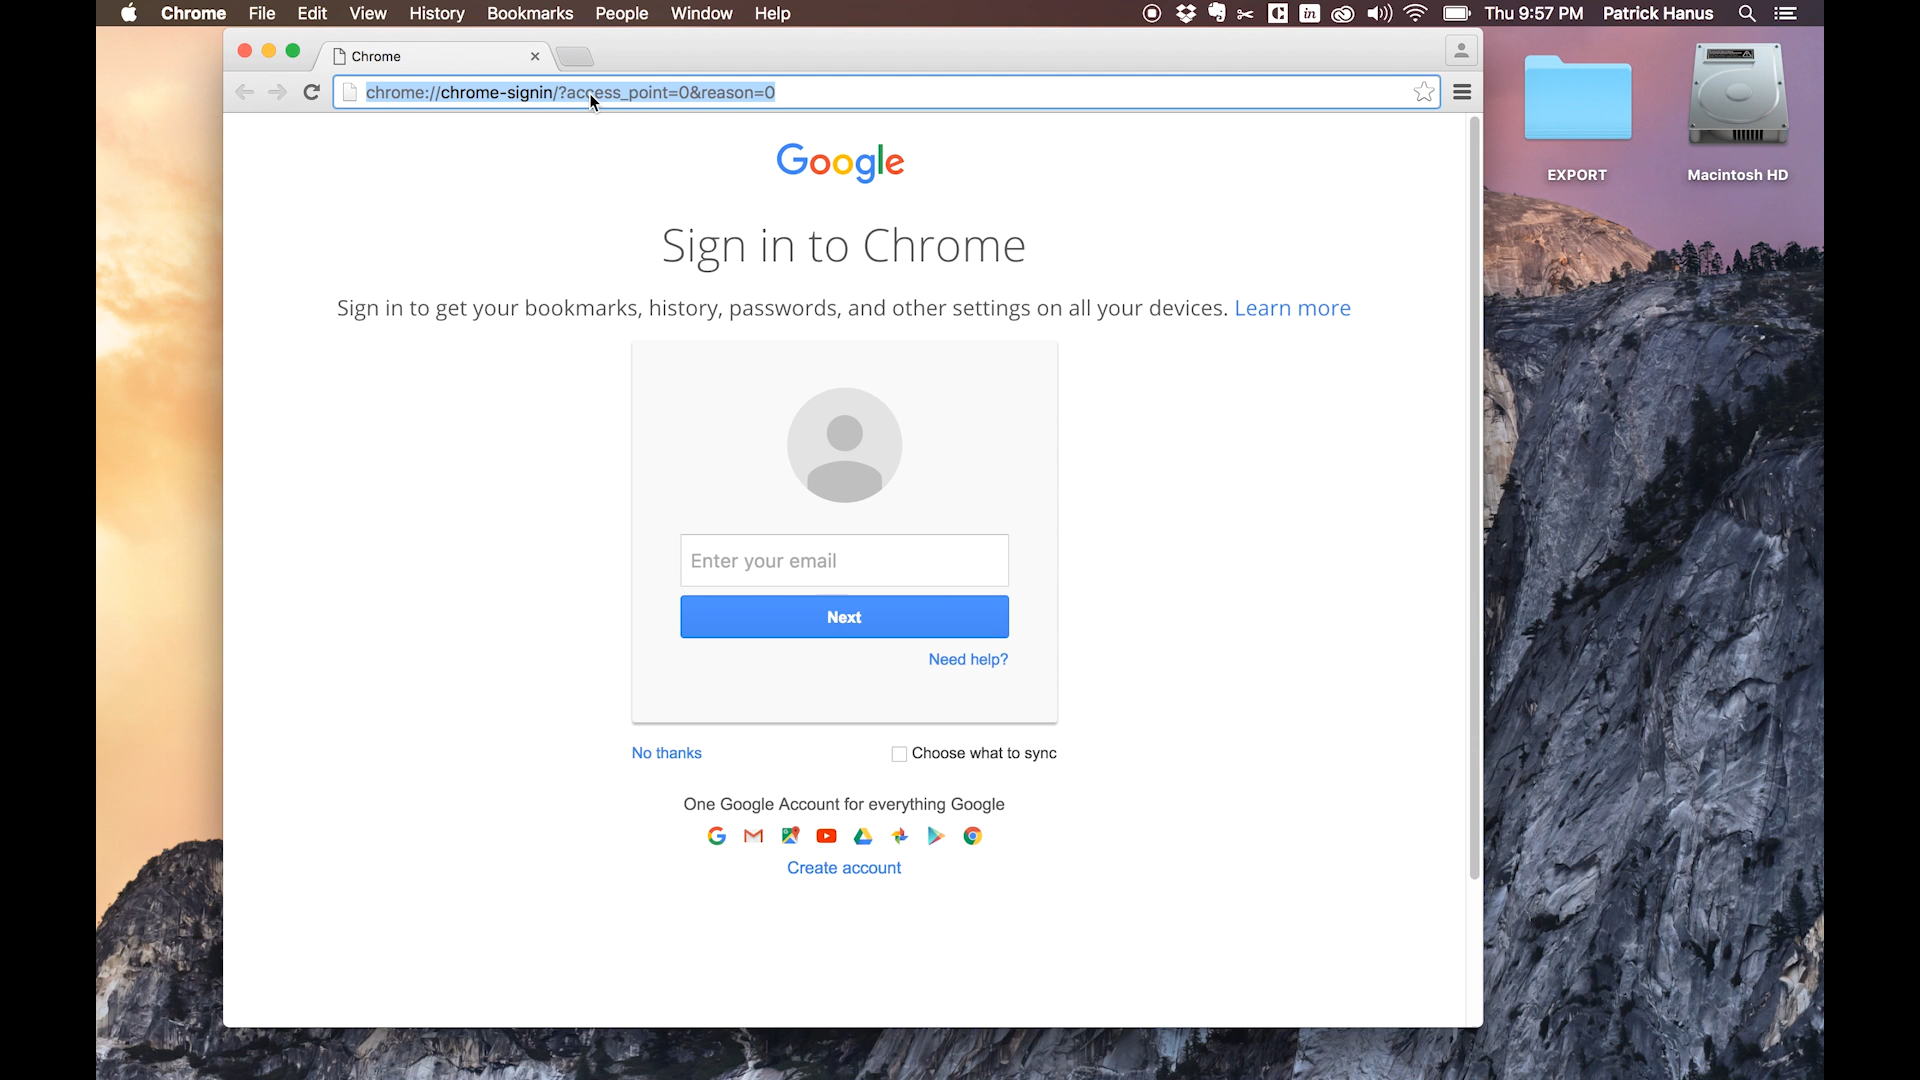 Chrome File Edit View History Bookmarks People Window Help
Thu 9:57 PM Patrick Hanus
Chrome
chrome://chrome-signin/?access_point=0&reason=0
EXPORT
Macintosh HD
Google
Sign in to Chrome
Sign in to get your bookmarks, history, passwords, and other settings on all your devices. Learn more
Enter your email
Next
Need help?
No thanks
Choose what to sync
One Google Account for everything Google
Create account